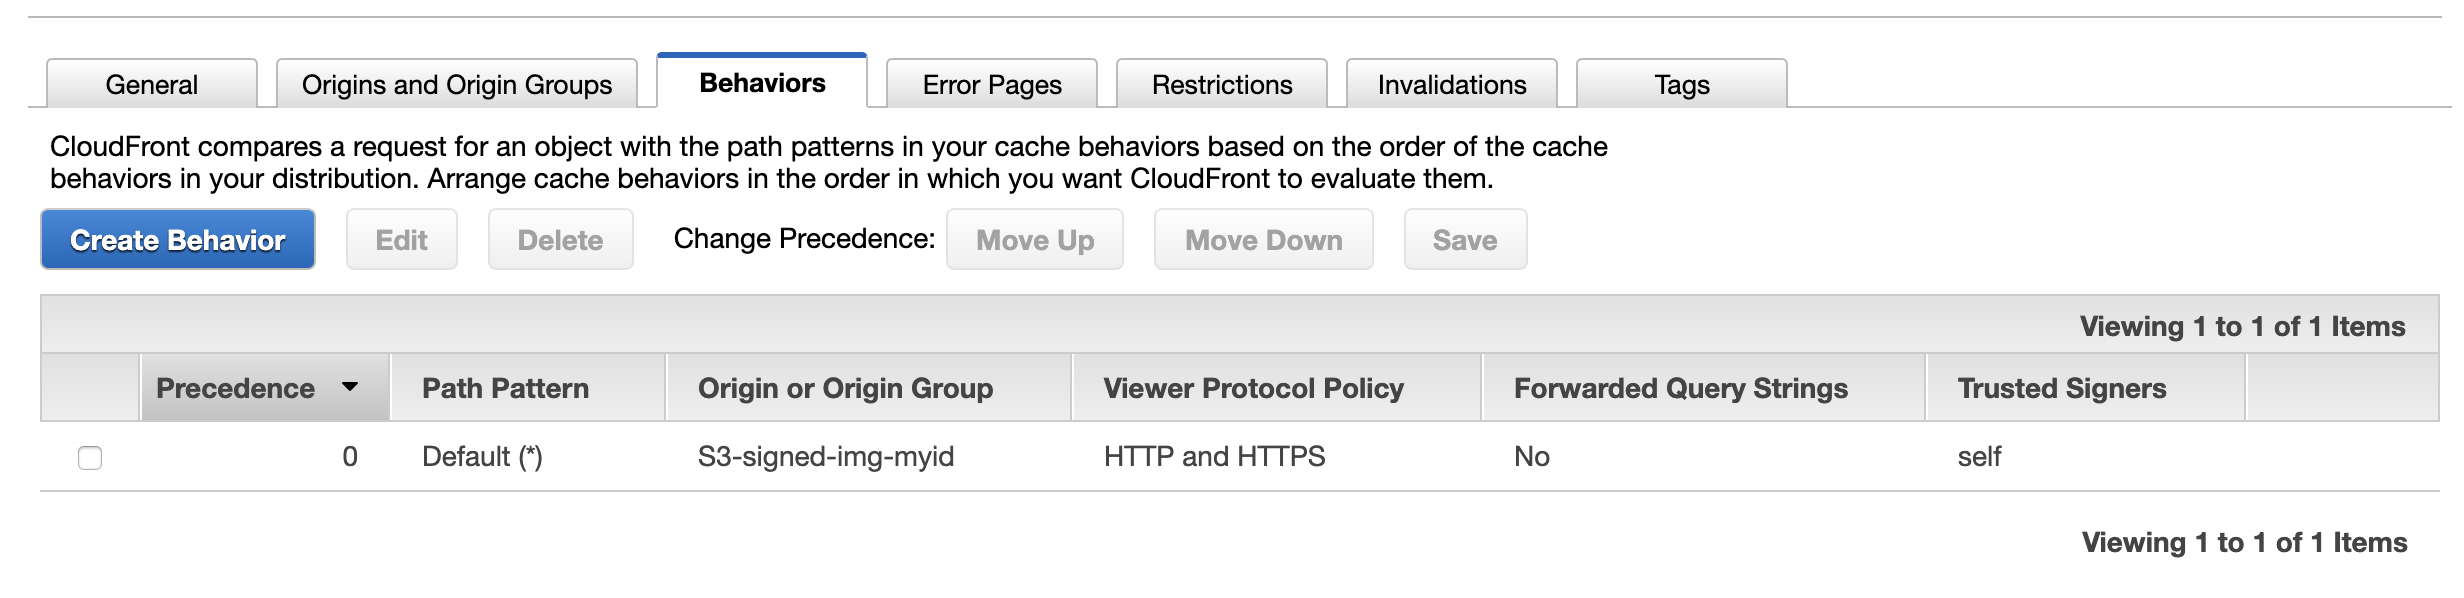 General Origins and Origin Groups Behaviors Error Pages Restrictions Invalidations Tags
CloudFront compares a request for an object with the path patterns in your cache behaviors based on the order of the cache
behaviors in your distribution. Arrange cache behaviors in the order in which you want CloudFront to evaluate them.
Create Behavior Edit Delete Change Precedence: Move Up Move Down Save
Viewing 1 to 1 of 1 Items
Precedence Path Pattern Origin or Origin Group Viewer Protocol Policy Forwarded Query Strings Trusted Signers
0 Default (*) S3-signed-img-myid HTTP and HTTPS No self
Viewing 1 to 1 of 1 Items